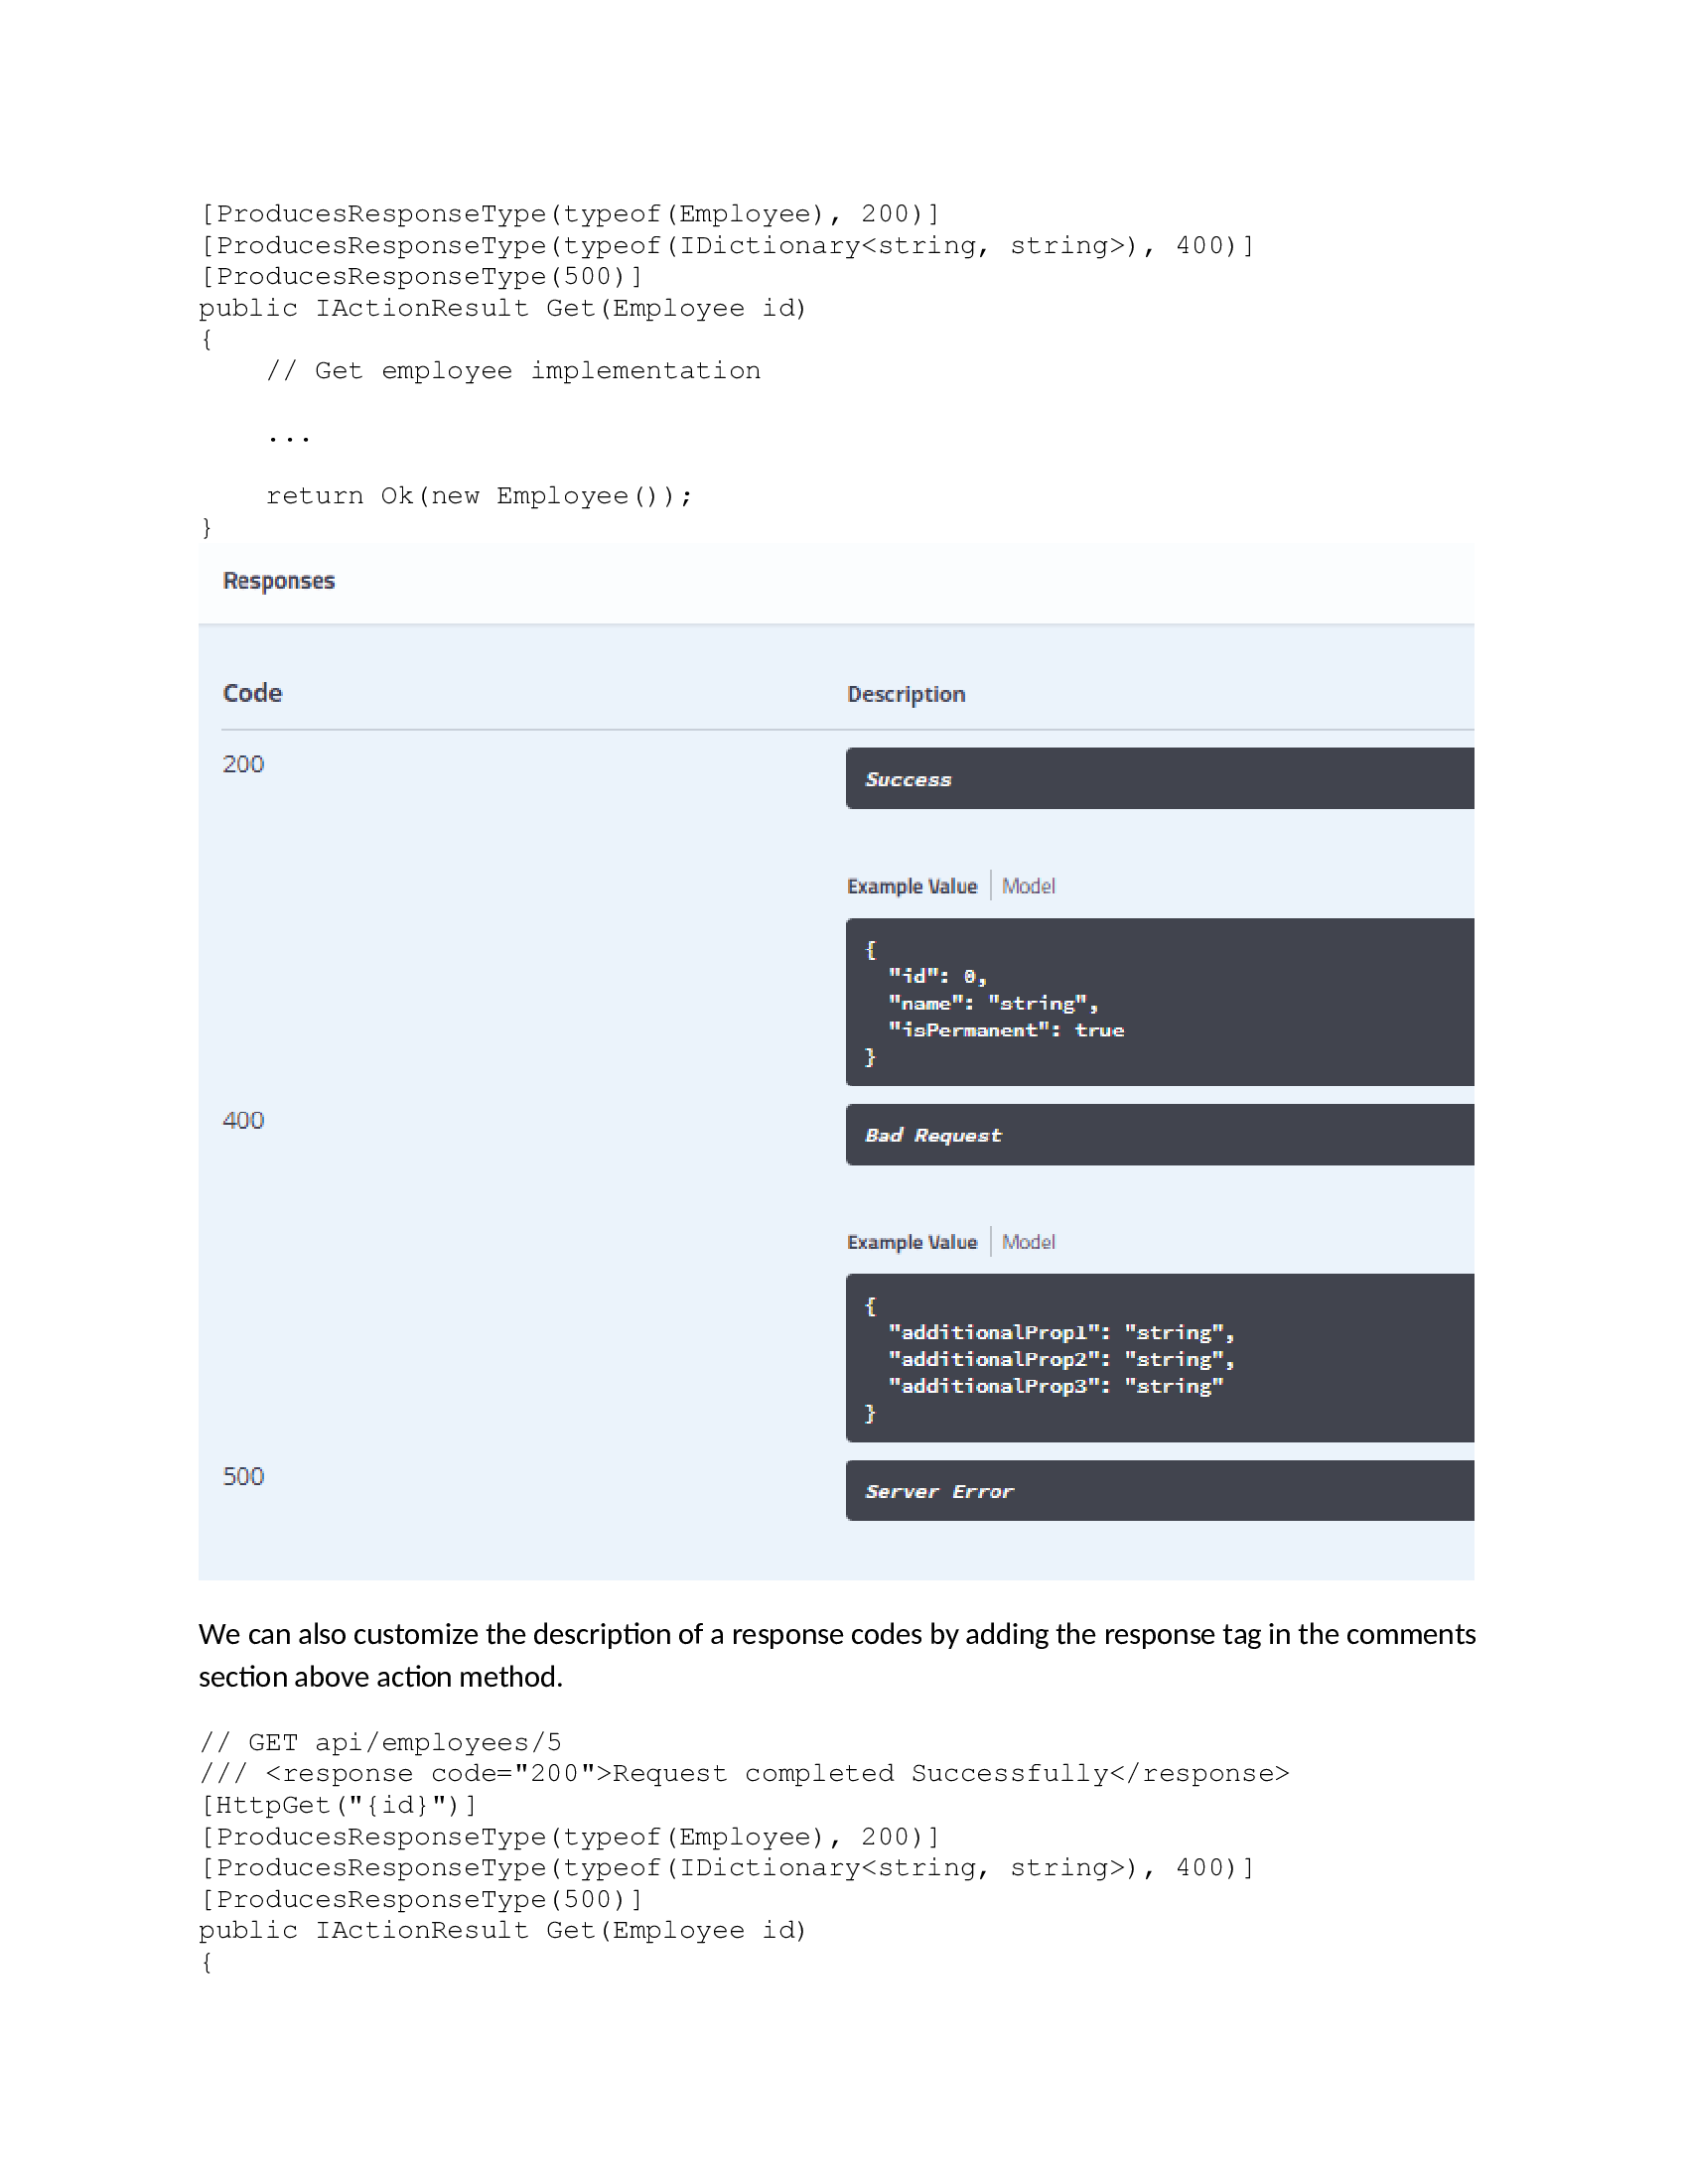 [ProducesResponseType(typeof(Employee), 200)]
[ProducesResponseType(typeof(IDictionary<string, string>), 400)]
[ProducesResponseType(500)]
public IActionResult Get(Employee id)
{
    // Get employee implementation
    ...
    return Ok(new Employee());
}
Responses
Code Description
200 Success
Example Value | Model
{
  "id": 0,
  "name": "string",
  "isPermanent": true
}
400 Bad Request
Example Value | Model
{
  "additionalProp1": "string",
  "additionalProp2": "string",
  "additionalProp3": "string"
}
500 Server Error
We can also customize the description of a response codes by adding the response tag in the comments
section above action method.
// GET api/employees/5
/// <response code="200">Request completed Successfully</response>
[HttpGet("{id}")]
[ProducesResponseType(typeof(Employee), 200)]
[ProducesResponseType(typeof(IDictionary<string, string>), 400)]
[ProducesResponseType(500)]
public IActionResult Get(Employee id)
{